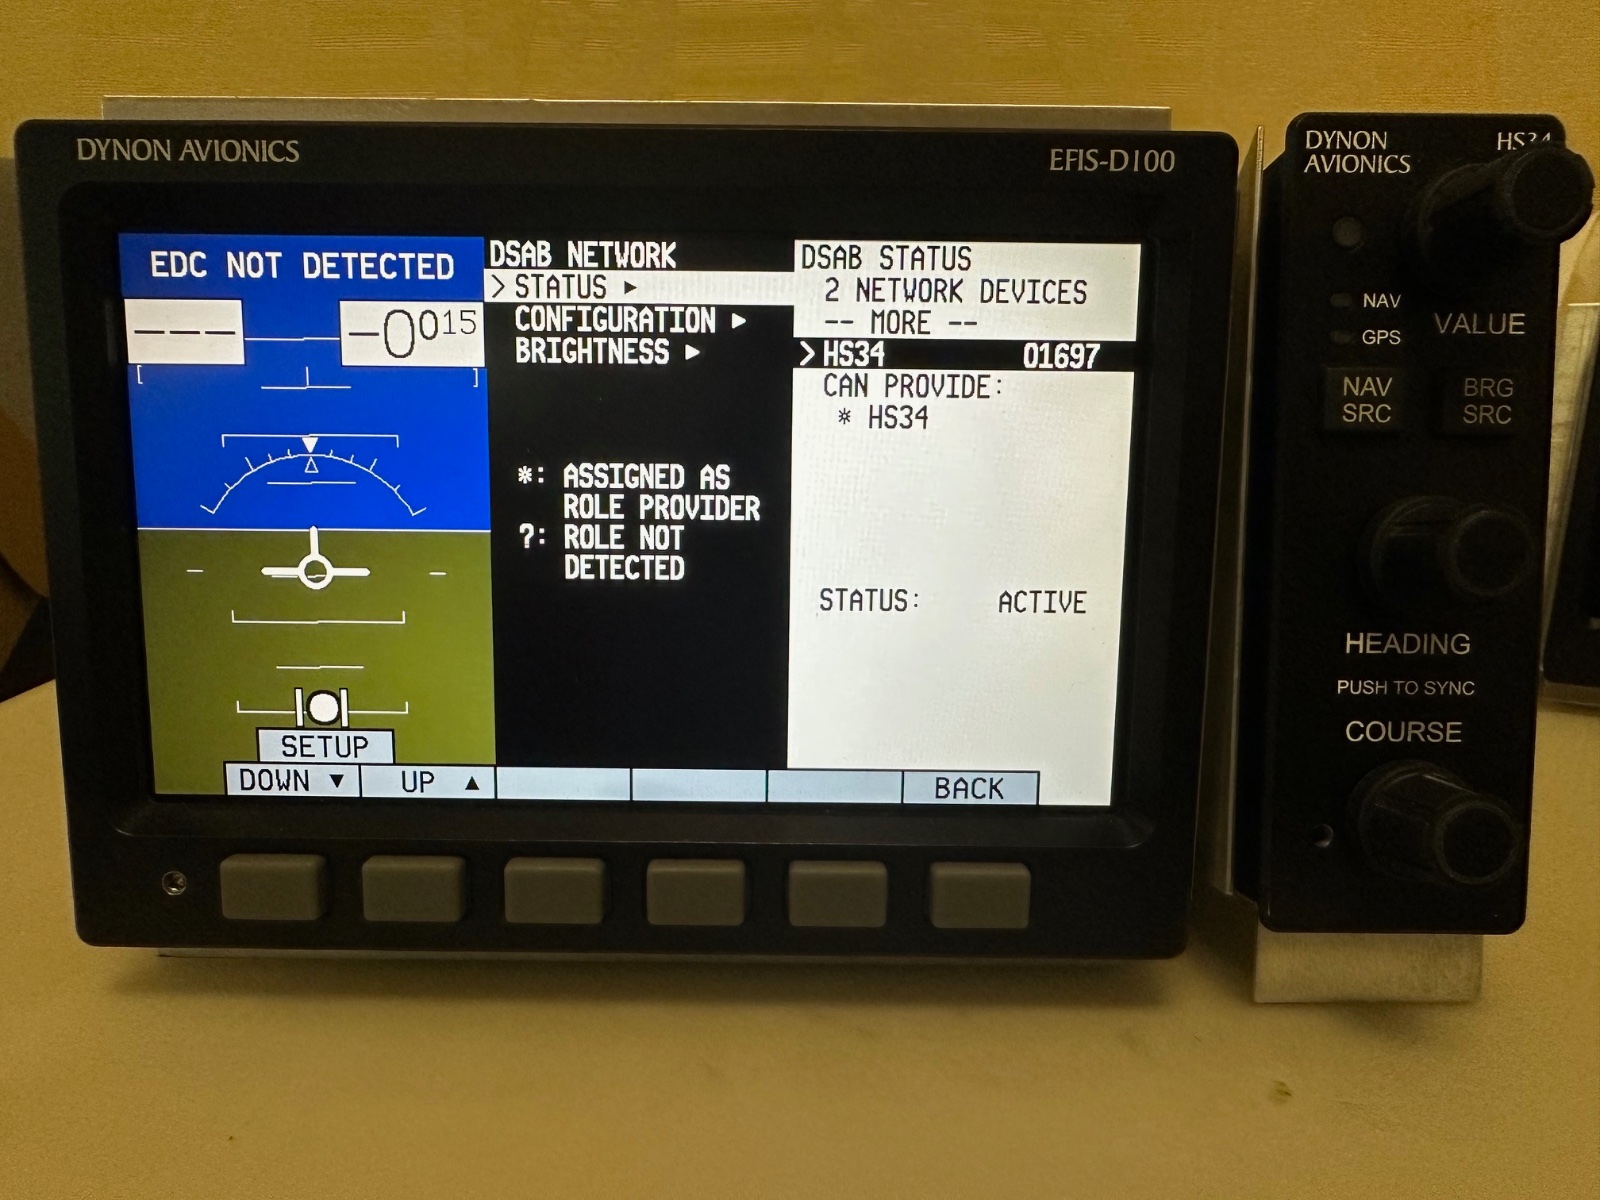 DYNON AVIONICS
EFIS-D100
EDC NOT DETECTED
---
-0015
DSAB NETWORK
> STATUS ►
CONFIGURATION ►
BRIGHTNESS ►
*: ASSIGNED AS
ROLE PROVIDER
?: ROLE NOT
DETECTED
DSAB STATUS
2 NETWORK DEVICES
-- MORE --
>HS34 01697
CAN PROVIDE:
* HS34
STATUS: ACTIVE
SETUP
DOWN ▼ UP ▲ BACK
DYNON
AVIONICS
HS34
NAV
GPS
VALUE
NAV
SRC
BRG
SRC
HEADING
PUSH TO SYNC
COURSE